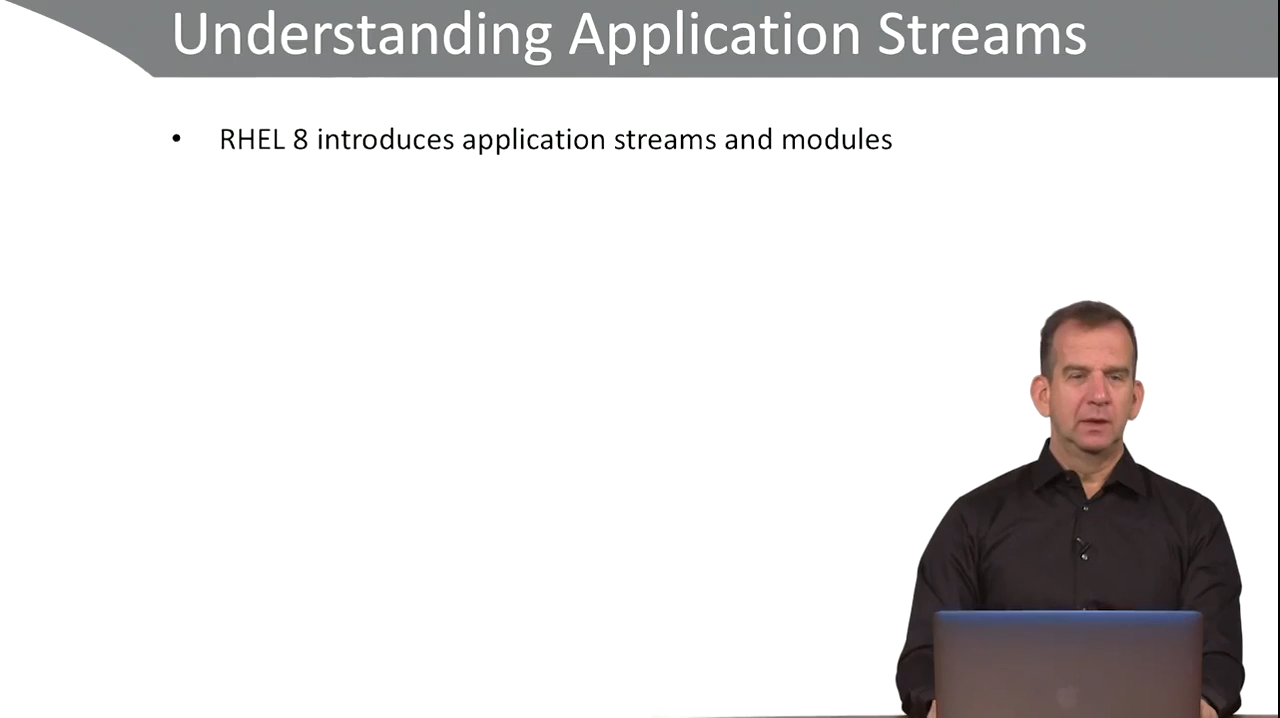 Understanding Application Streams
• RHEL 8 introduces application streams and modules